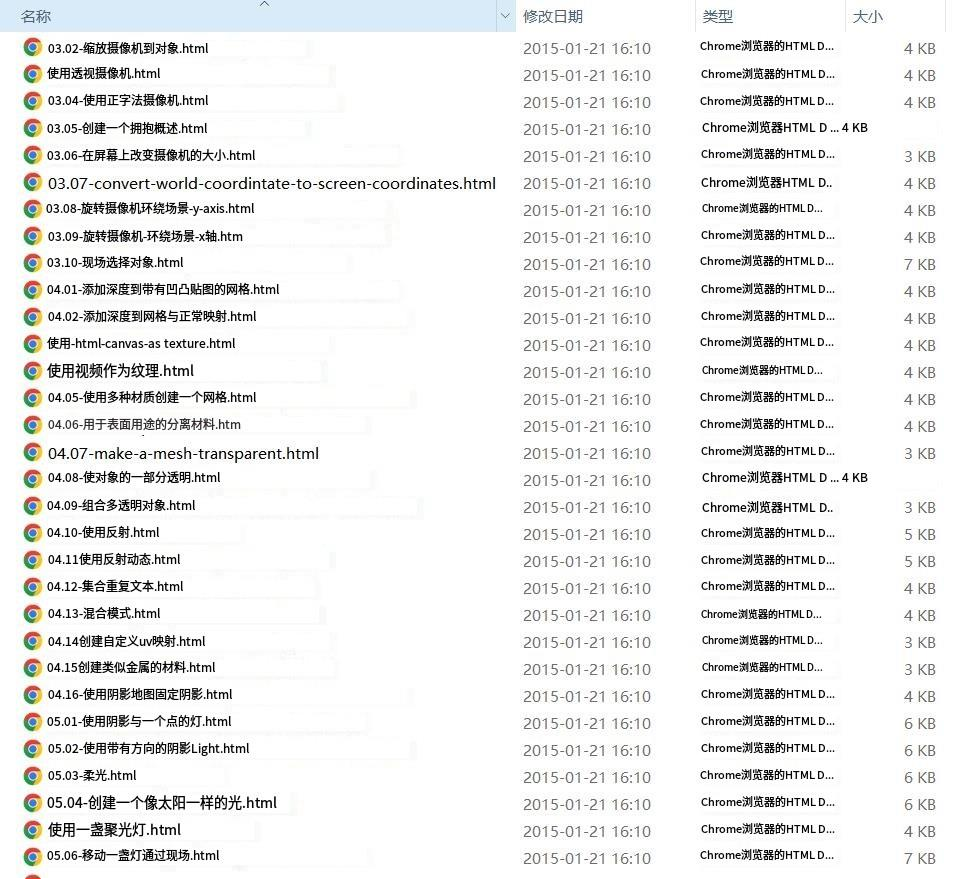 名称 修改日期 类型 大小
03.02-缩放摄像机到对象.html 2015-01-21 16:10 Chrome浏览器的HTML D... 4 KB
使用透视摄像机.html 2015-01-21 16:10 Chrome浏览器的HTML D... 4 KB
03.04-使用正字法摄像机.html 2015-01-21 16:10 Chrome浏览器的HTML D... 4 KB
03.05-创建一个拥抱概述.html 2015-01-21 16:10 Chrome浏览器HTML D ... 4 KB
03.06-在屏幕上改变摄像机的大小.html 2015-01-21 16:10 Chrome浏览器的HTML D... 3 KB
03.07-convert-world-coordintate-to-screen-coordinates.html 2015-01-21 16:10 Chrome浏览器HTML D.. 4 KB
03.08-旋转摄像机环绕场景-y-axis.html 2015-01-21 16:10 Chrome浏览器的HTML D... 4 KB
03.09-旋转摄像机-环绕场景-x轴.htm 2015-01-21 16:10 Chrome浏览器的HTML D... 4 KB
03.10-现场选择对象.html 2015-01-21 16:10 Chrome浏览器的HTML D... 7 KB
04.01-添加深度到带有凹凸贴图的网格.html 2015-01-21 16:10 Chrome浏览器的HTML D... 4 KB
04.02-添加深度到网格与正常映射.html 2015-01-21 16:10 Chrome浏览器的HTML D... 4 KB
使用-html-canvas-as texture.html 2015-01-21 16:10 Chrome浏览器的HTML D... 4 KB
使用视频作为纹理.html 2015-01-21 16:10 Chrome浏览器的HTML D... 4 KB
04.05-使用多种材质创建一个网格.html 2015-01-21 16:10 Chrome浏览器的HTML D... 4 KB
04.06-用于表面用途的分离材料.htm 2015-01-21 16:10 Chrome浏览器的HTML D... 4 KB
04.07-make-a-mesh-transparent.html 2015-01-21 16:10 Chrome浏览器的HTML D... 3 KB
04.08-使对象的一部分透明.html 2015-01-21 16:10 Chrome浏览器HTML D ... 4 KB
04.09-组合多透明对象.html 2015-01-21 16:10 Chrome浏览器HTML D.. 3 KB
04.10-使用反射.html 2015-01-21 16:10 Chrome浏览器的HTML D... 5 KB
04.11使用反射动态.html 2015-01-21 16:10 Chrome浏览器的HTML D... 5 KB
04.12-集合重复文本.html 2015-01-21 16:10 Chrome浏览器的HTML D... 4 KB
04.13-混合模式.html 2015-01-21 16:10 Chrome浏览器的HTML D... 4 KB
04.14创建自定义uv映射.html 2015-01-21 16:10 Chrome浏览器的HTML D... 3 KB
04.15创建类似金属的材料.html 2015-01-21 16:10 Chrome浏览器的HTML D... 3 KB
04.16-使用阴影地图固定阴影.html 2015-01-21 16:10 Chrome浏览器的HTML D... 4 KB
05.01-使用阴影与一个点的灯.html 2015-01-21 16:10 Chrome浏览器的HTML D... 6 KB
05.02-使用带有方向的阴影Light.html 2015-01-21 16:10 Chrome浏览器的HTML D... 6 KB
05.03-柔光.html 2015-01-21 16:10 Chrome浏览器的HTML D... 6 KB
05.04-创建一个像太阳一样的光.html 2015-01-21 16:10 Chrome浏览器的HTML D... 6 KB
使用一盏聚光灯.html 2015-01-21 16:10 Chrome浏览器的HTML D... 4 KB
05.06-移动一盏灯通过现场.html 2015-01-21 16:10 Chrome浏览器的HTML D... 7 KB